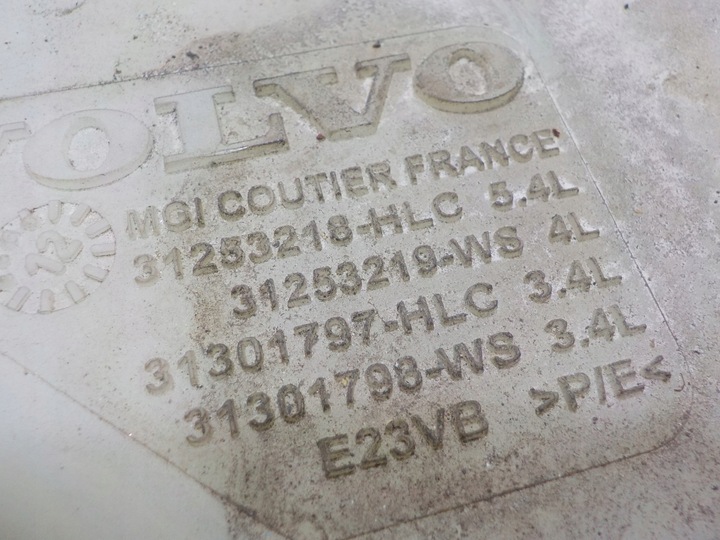 VOLVO
MGI COUTIER FRANCE
31253218-HLC 5.4L
31253219-WS 4L
31301797-HLC 3.4L
31301798-WS 3.4L
E23VB >P/E<
12